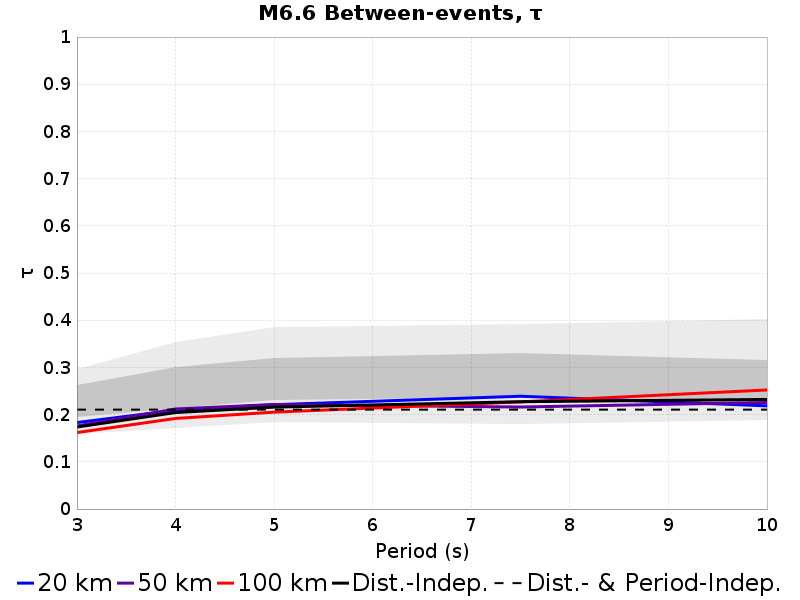 M6.6 Between-events, τ
1
0.9
0.8
0.7
0.6
0.5
0.4
0.3
0.2
0.1
0
τ
3 4 5 6 7 8 9 10
Period (s)
20 km 50 km 100 km Dist.-Indep. Dist.- & Period-Indep.